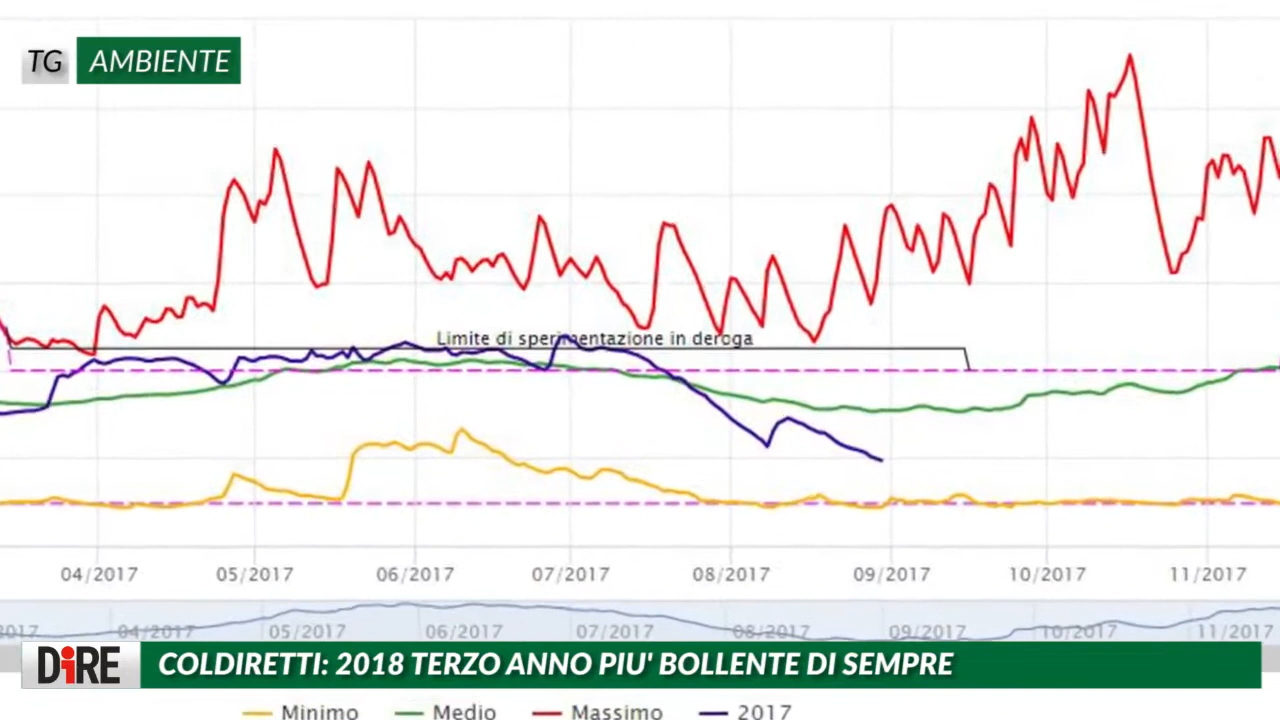 TG AMBIENTE
Limite di sperimentazione in deroga
04/2017 05/2017 06/2017 07/2017 08/2017 09/2017 10/2017 11/2017
2017 04/2017 05/2017 06/2017 07/2017 08/2017 09/2017 10/2017 11/2017
DiRE COLDIRETTI: 2018 TERZO ANNO PIU' BOLLENTE DI SEMPRE
Minimo Medio Massimo 2017